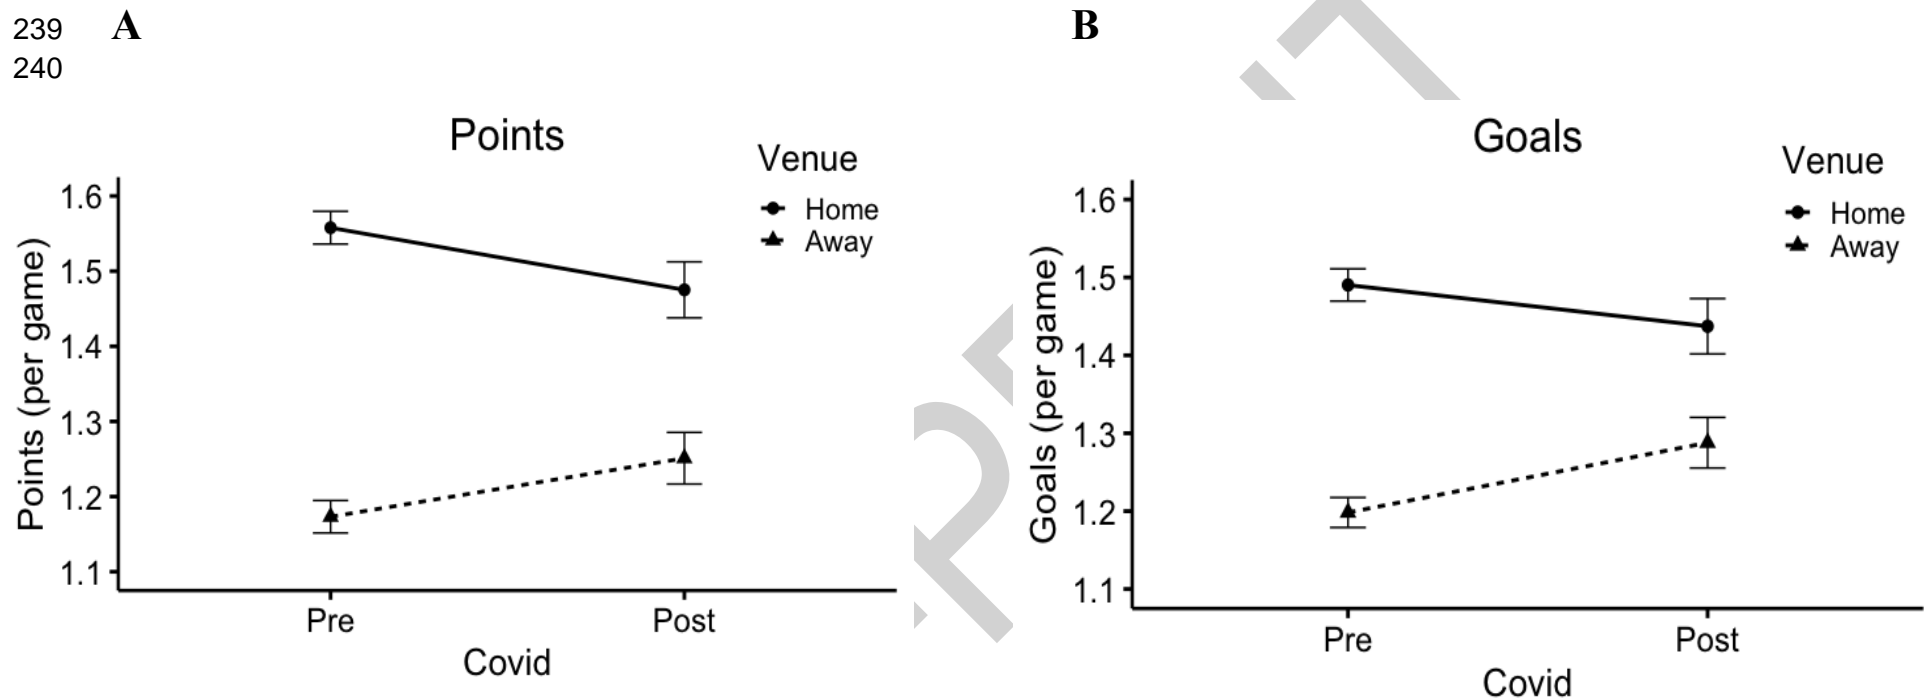 239
240
A
Points
Venue
Home
Away
Points (per game)
1.6
1.5
1.4
1.3
1.2
1.1
Pre
Post
Covid
B
Goals
Venue
Home
Away
Goals (per game)
1.6
1.5
1.4
1.3
1.2
1.1
Pre
Post
Covid